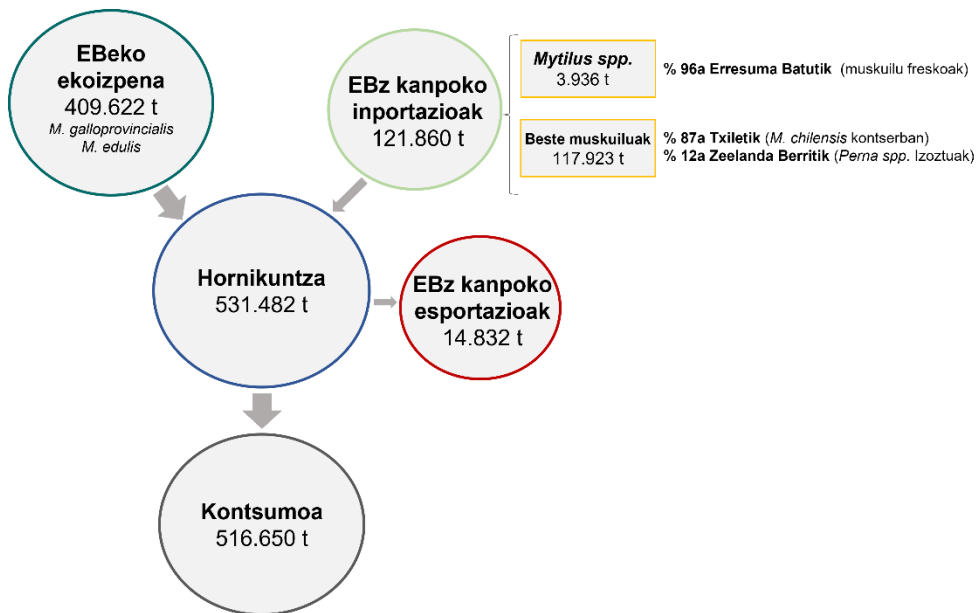 EBeko
ekoizpena
409.622 t
M. galloprovincialis
M. edulis
EBz kanpoko
inportazioak
121.860 t
Mytilus spp.
3.936 t
% 96a Erresuma Batutik (muskuilu freskoak)
Beste muskuiluak
117.923 t
% 87a Txiletik (M. chilensis kontserban)
% 12a Zeelanda Berritik (Perna spp. Izoztuak)
Hornikuntza
531.482 t
EBz kanpoko
esportazioak
14.832 t
Kontsumoa
516.650 t